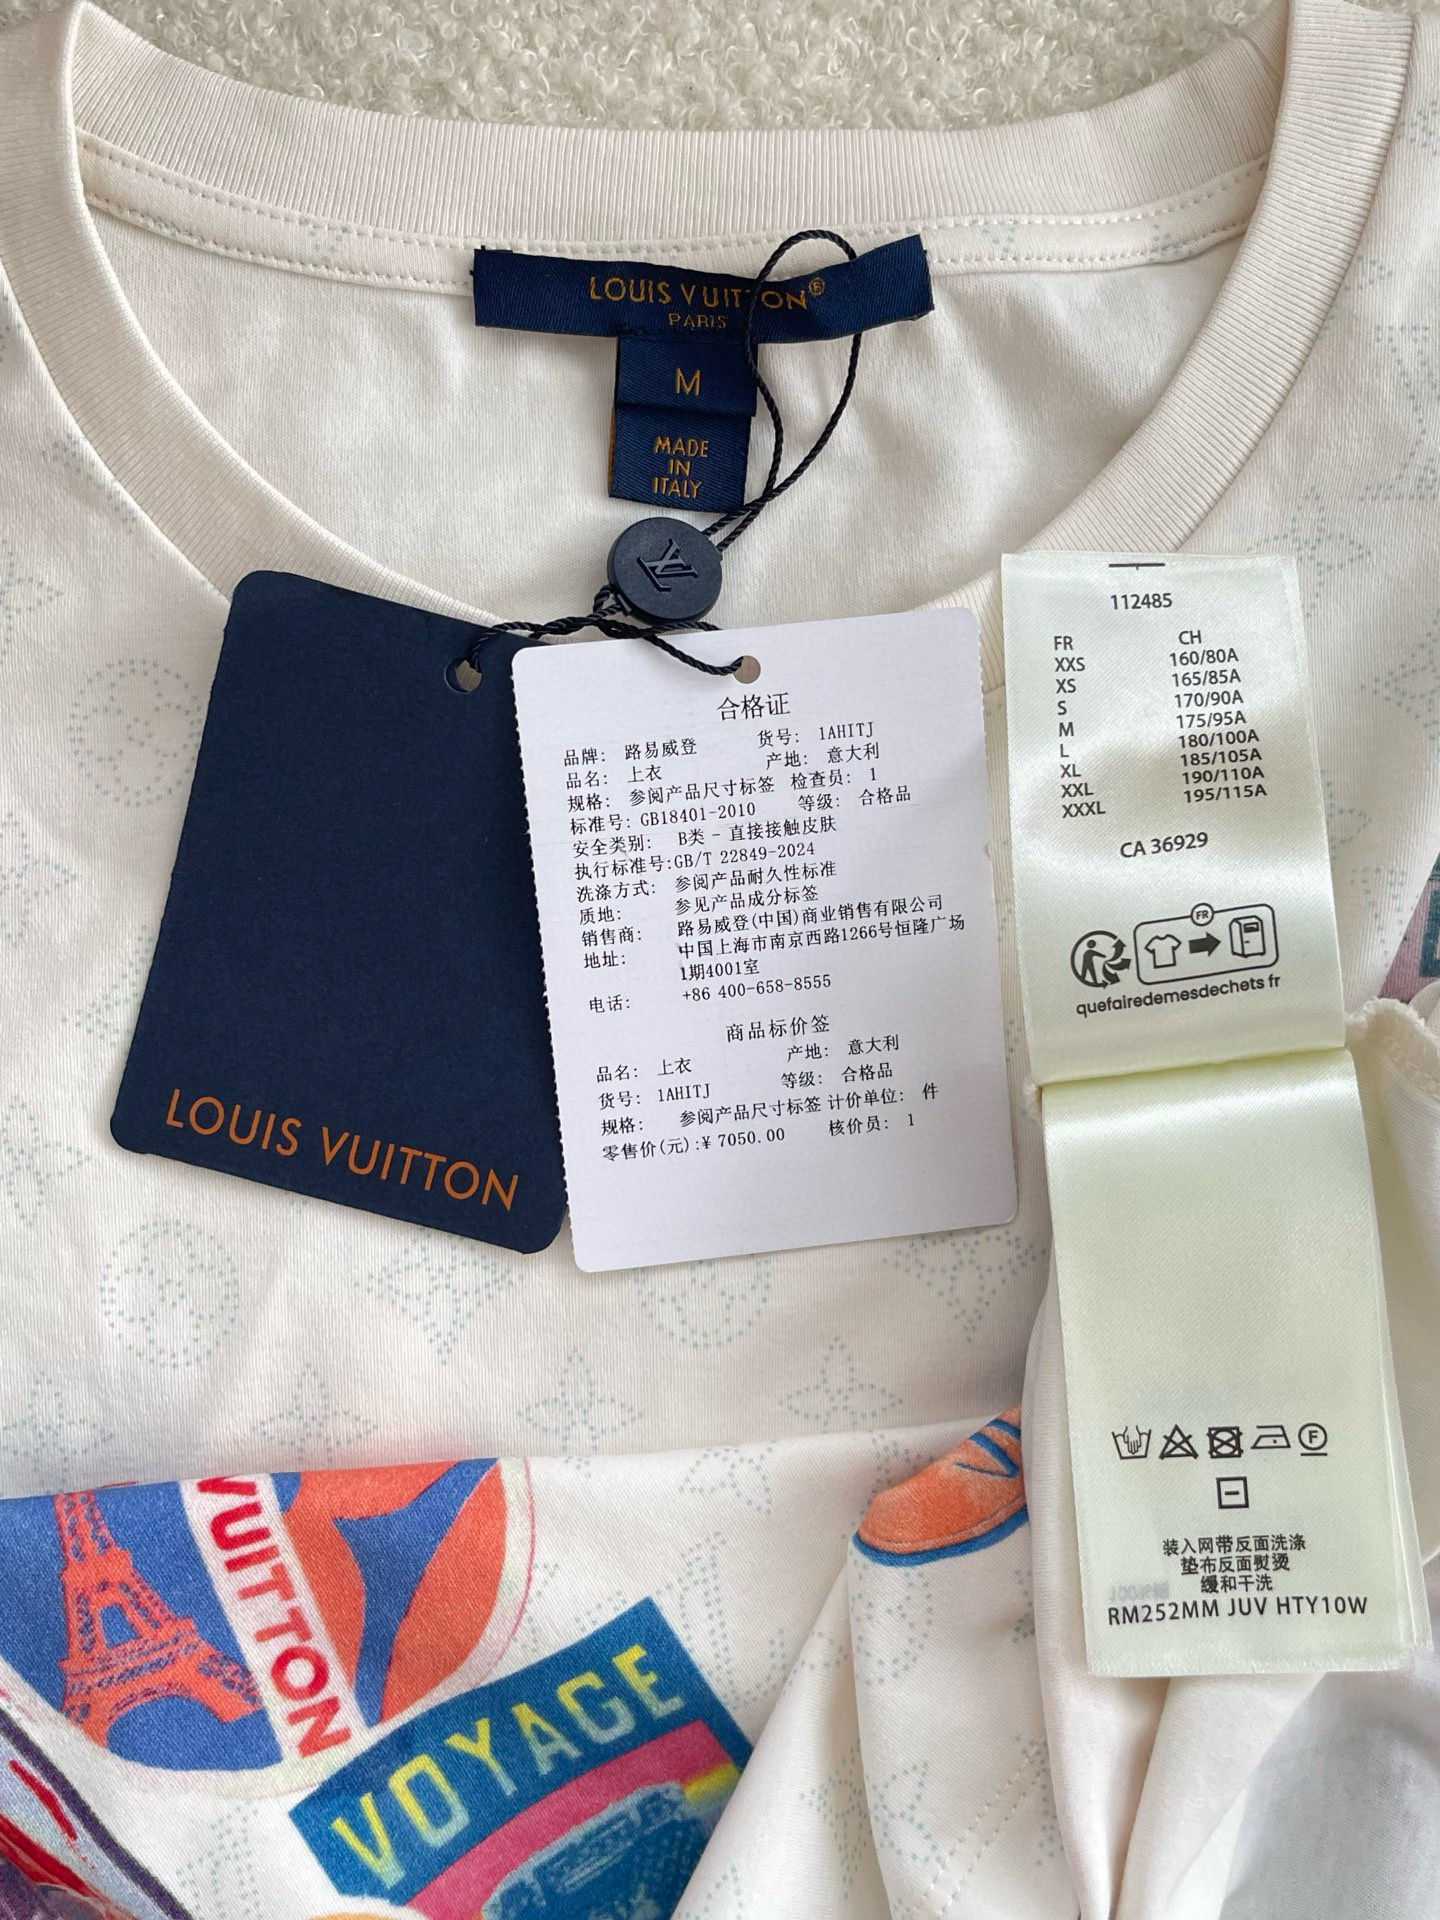 LOUIS VUITTON®
PARIS
M
MADE
IN
ITALY
LOUIS VUITTON
合格证
品牌: 路易威登 货号: 1AHITJ
品名: 上衣 产地: 意大利
规格: 参阅产品尺寸标签 检查员: 1
标准号: GB18401-2010 等级: 合格品
安全类别: B类 - 直接接触皮肤
执行标准号:GB/T 22849-2024
洗涤方式: 参阅产品耐久性标准
质地: 参见产品成分标签
销售商: 路易威登(中国)商业销售有限公司
地址: 中国上海市南京西路1266号恒隆广场
1期4001室
电话: +86 400-658-8555
商品标价签
品名: 上衣 产地: 意大利
货号: 1AHITJ 等级: 合格品
规格: 参阅产品尺寸标签 计价单位: 件
零售价(元):¥ 7050.00 核价员: 1
112485
FR CH
XXS 160/80A
XS 165/85A
S 170/90A
M 175/95A
L 180/100A
XL 185/105A
XXL 190/110A
XXXL 195/115A
CA 36929
FR
quefairedemesdechets.fr
F
装入网带反面洗涤
垫布反面熨烫
缓和干洗
RM252MM JUV HTY10W
VUITTON
VOYAGE